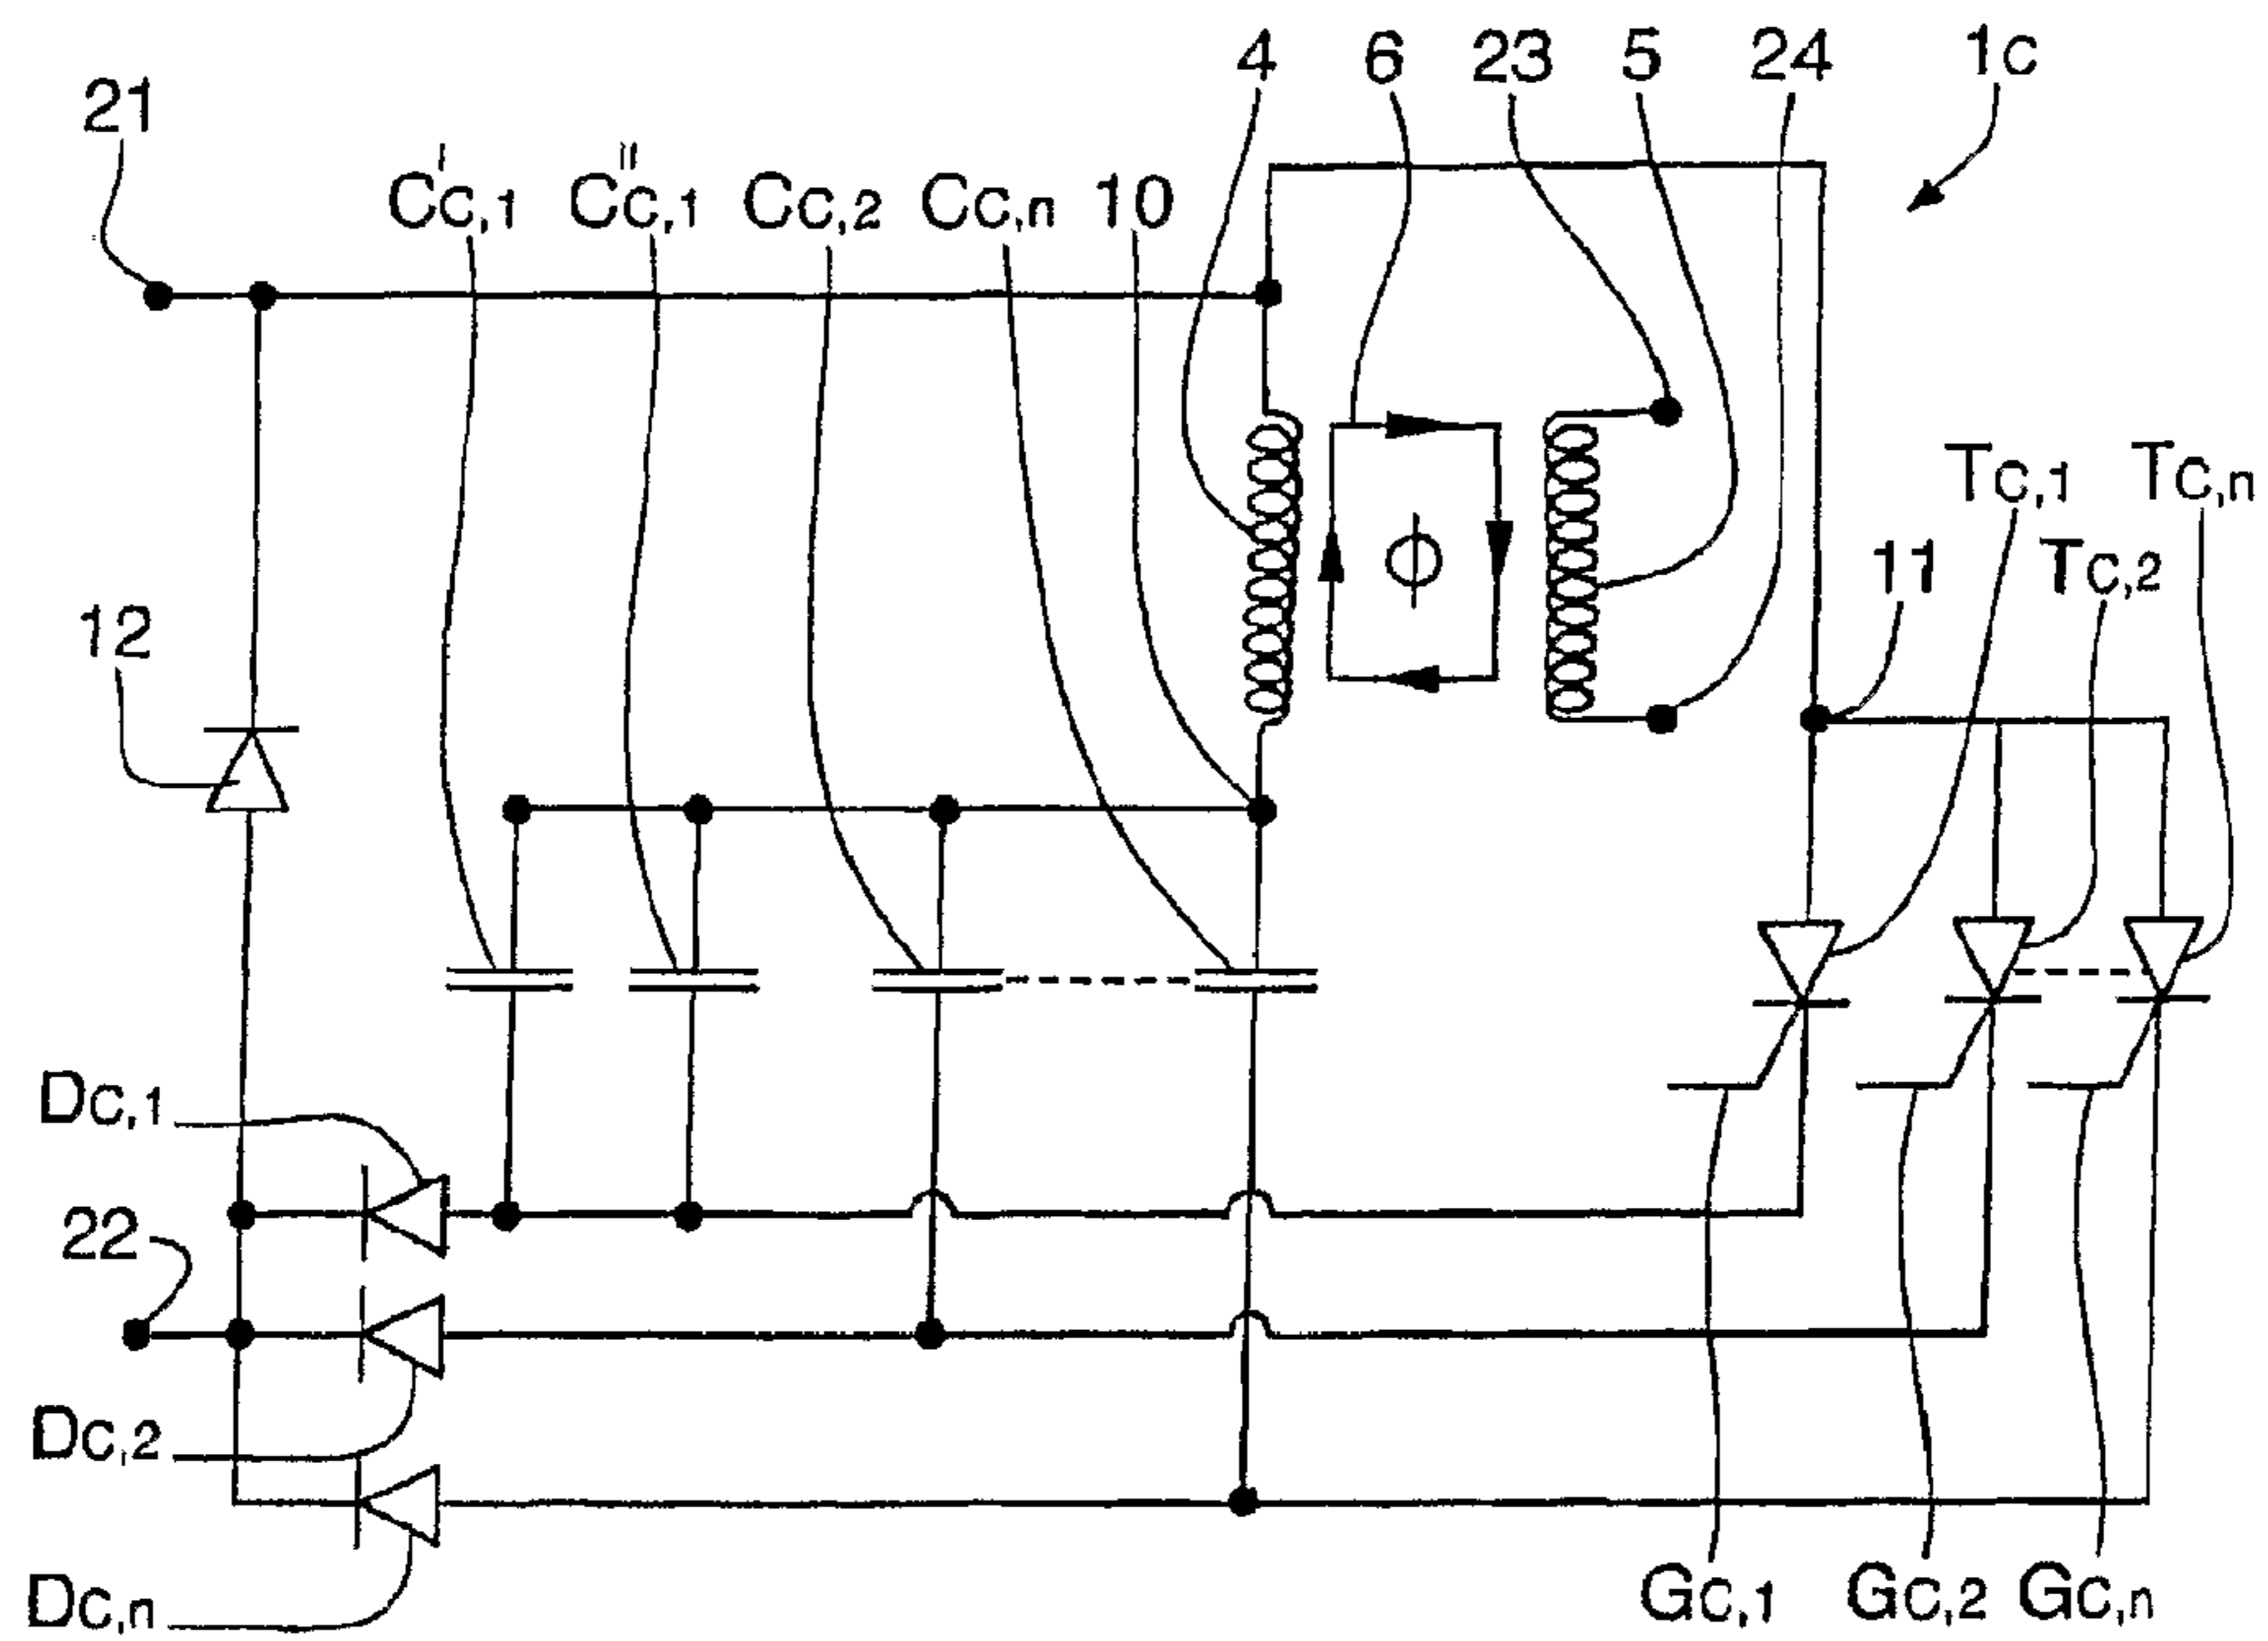 4 6 23 5 24 1C
21
C'C,1 C"C,1 CC,2 CC,n 10
TC,1 TC,n
11 TC,2
12
ϕ
DC,1
22
DC,2
DC,n
GC,1 GC,2 GC,n